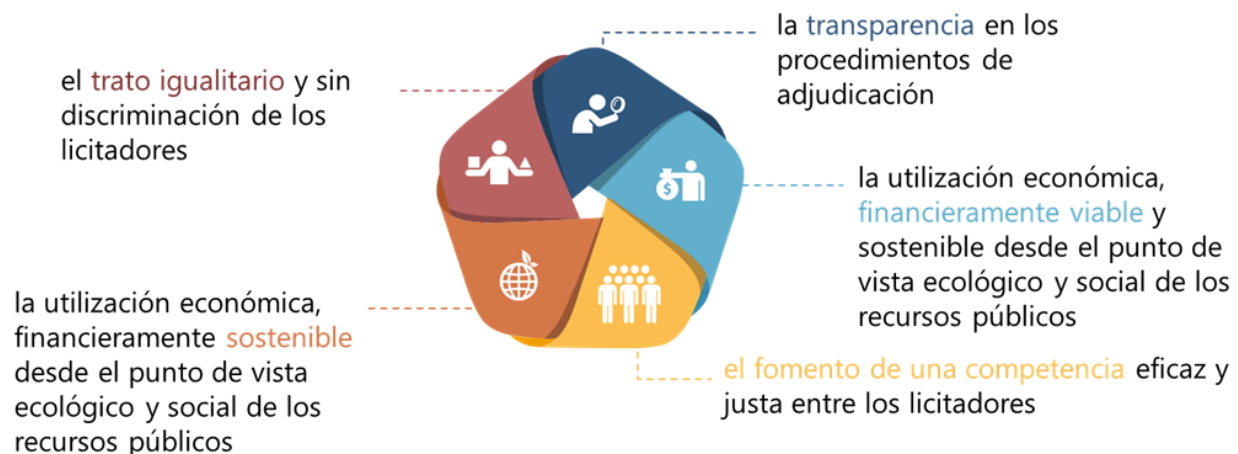 la transparencia en los
procedimientos de
adjudicación
el trato igualitario y sin
discriminación de los
licitadores
la utilización económica,
financieramente viable y
sostenible desde el punto de
vista ecológico y social de los
recursos públicos
$
la utilización económica,
financieramente sostenible
desde el punto de vista
ecológico y social de los
recursos públicos
el fomento de una competencia eficaz y
justa entre los licitadores